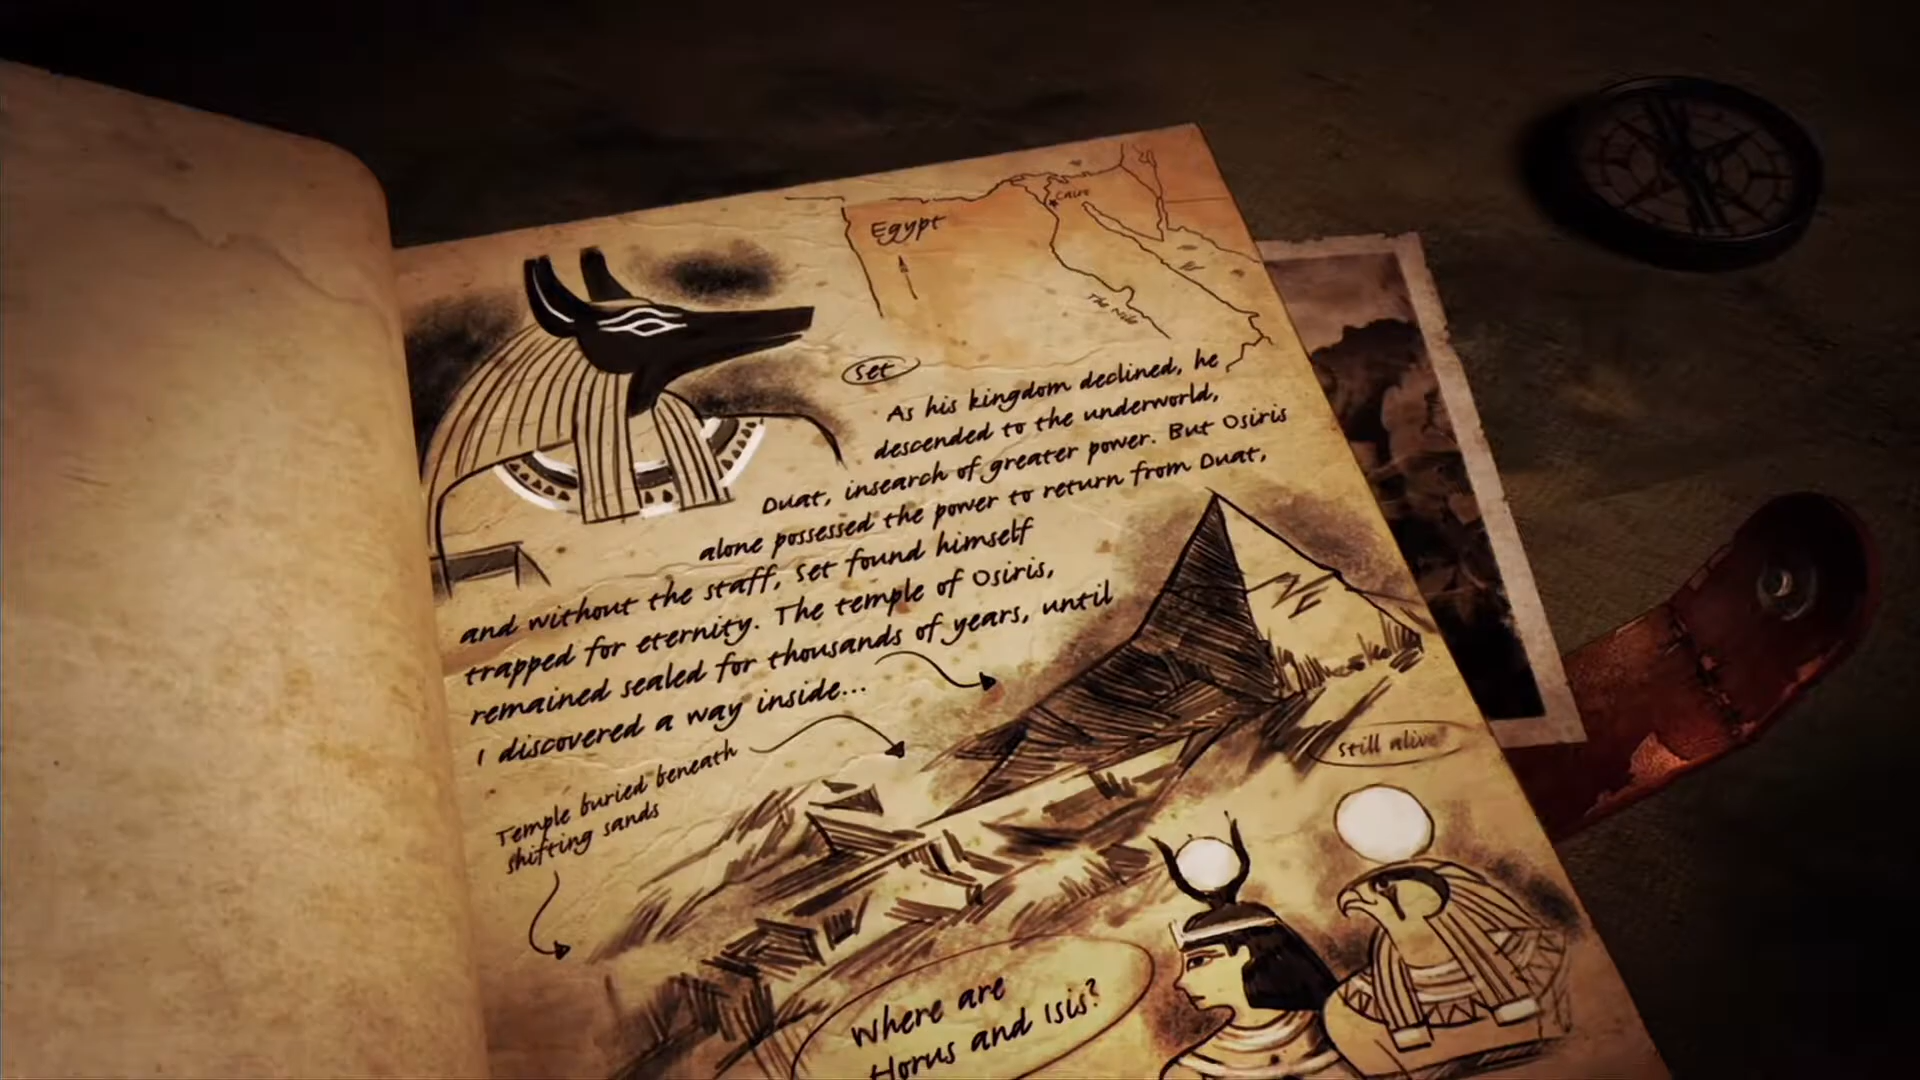 Egypt
Cairo
The Nile
Set
As his kingdom declined, he
descended to the underworld,
Duat, insearch of greater power. But Osiris
alone possessed the power to return from Duat,
and without the staff, Set found himself
trapped for eternity. The temple of Osiris,
remained sealed for thousands of years, until
I discovered a way inside...
Temple buried beneath
shifting sands
still alive
Where are
Horus and Isis?